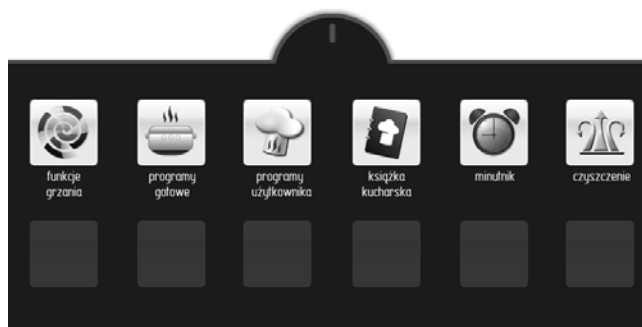 funkcje
grzania
programy
gotowe
programy
użytkownika
książka
kucharska
minutnik
czyszczenie